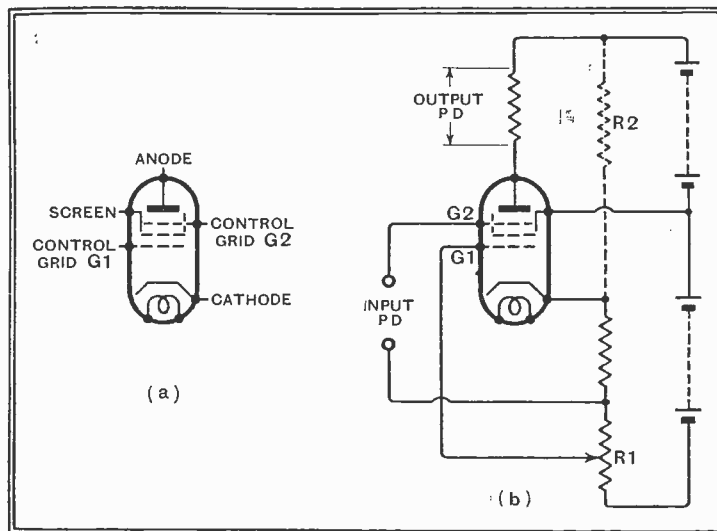 ANODE
SCREEN
CONTROL
GRID G1
CONTROL
GRID G2
CATHODE
(a)
OUTPUT
PD
R2
G2
G1
INPUT
PD
R1
(b)